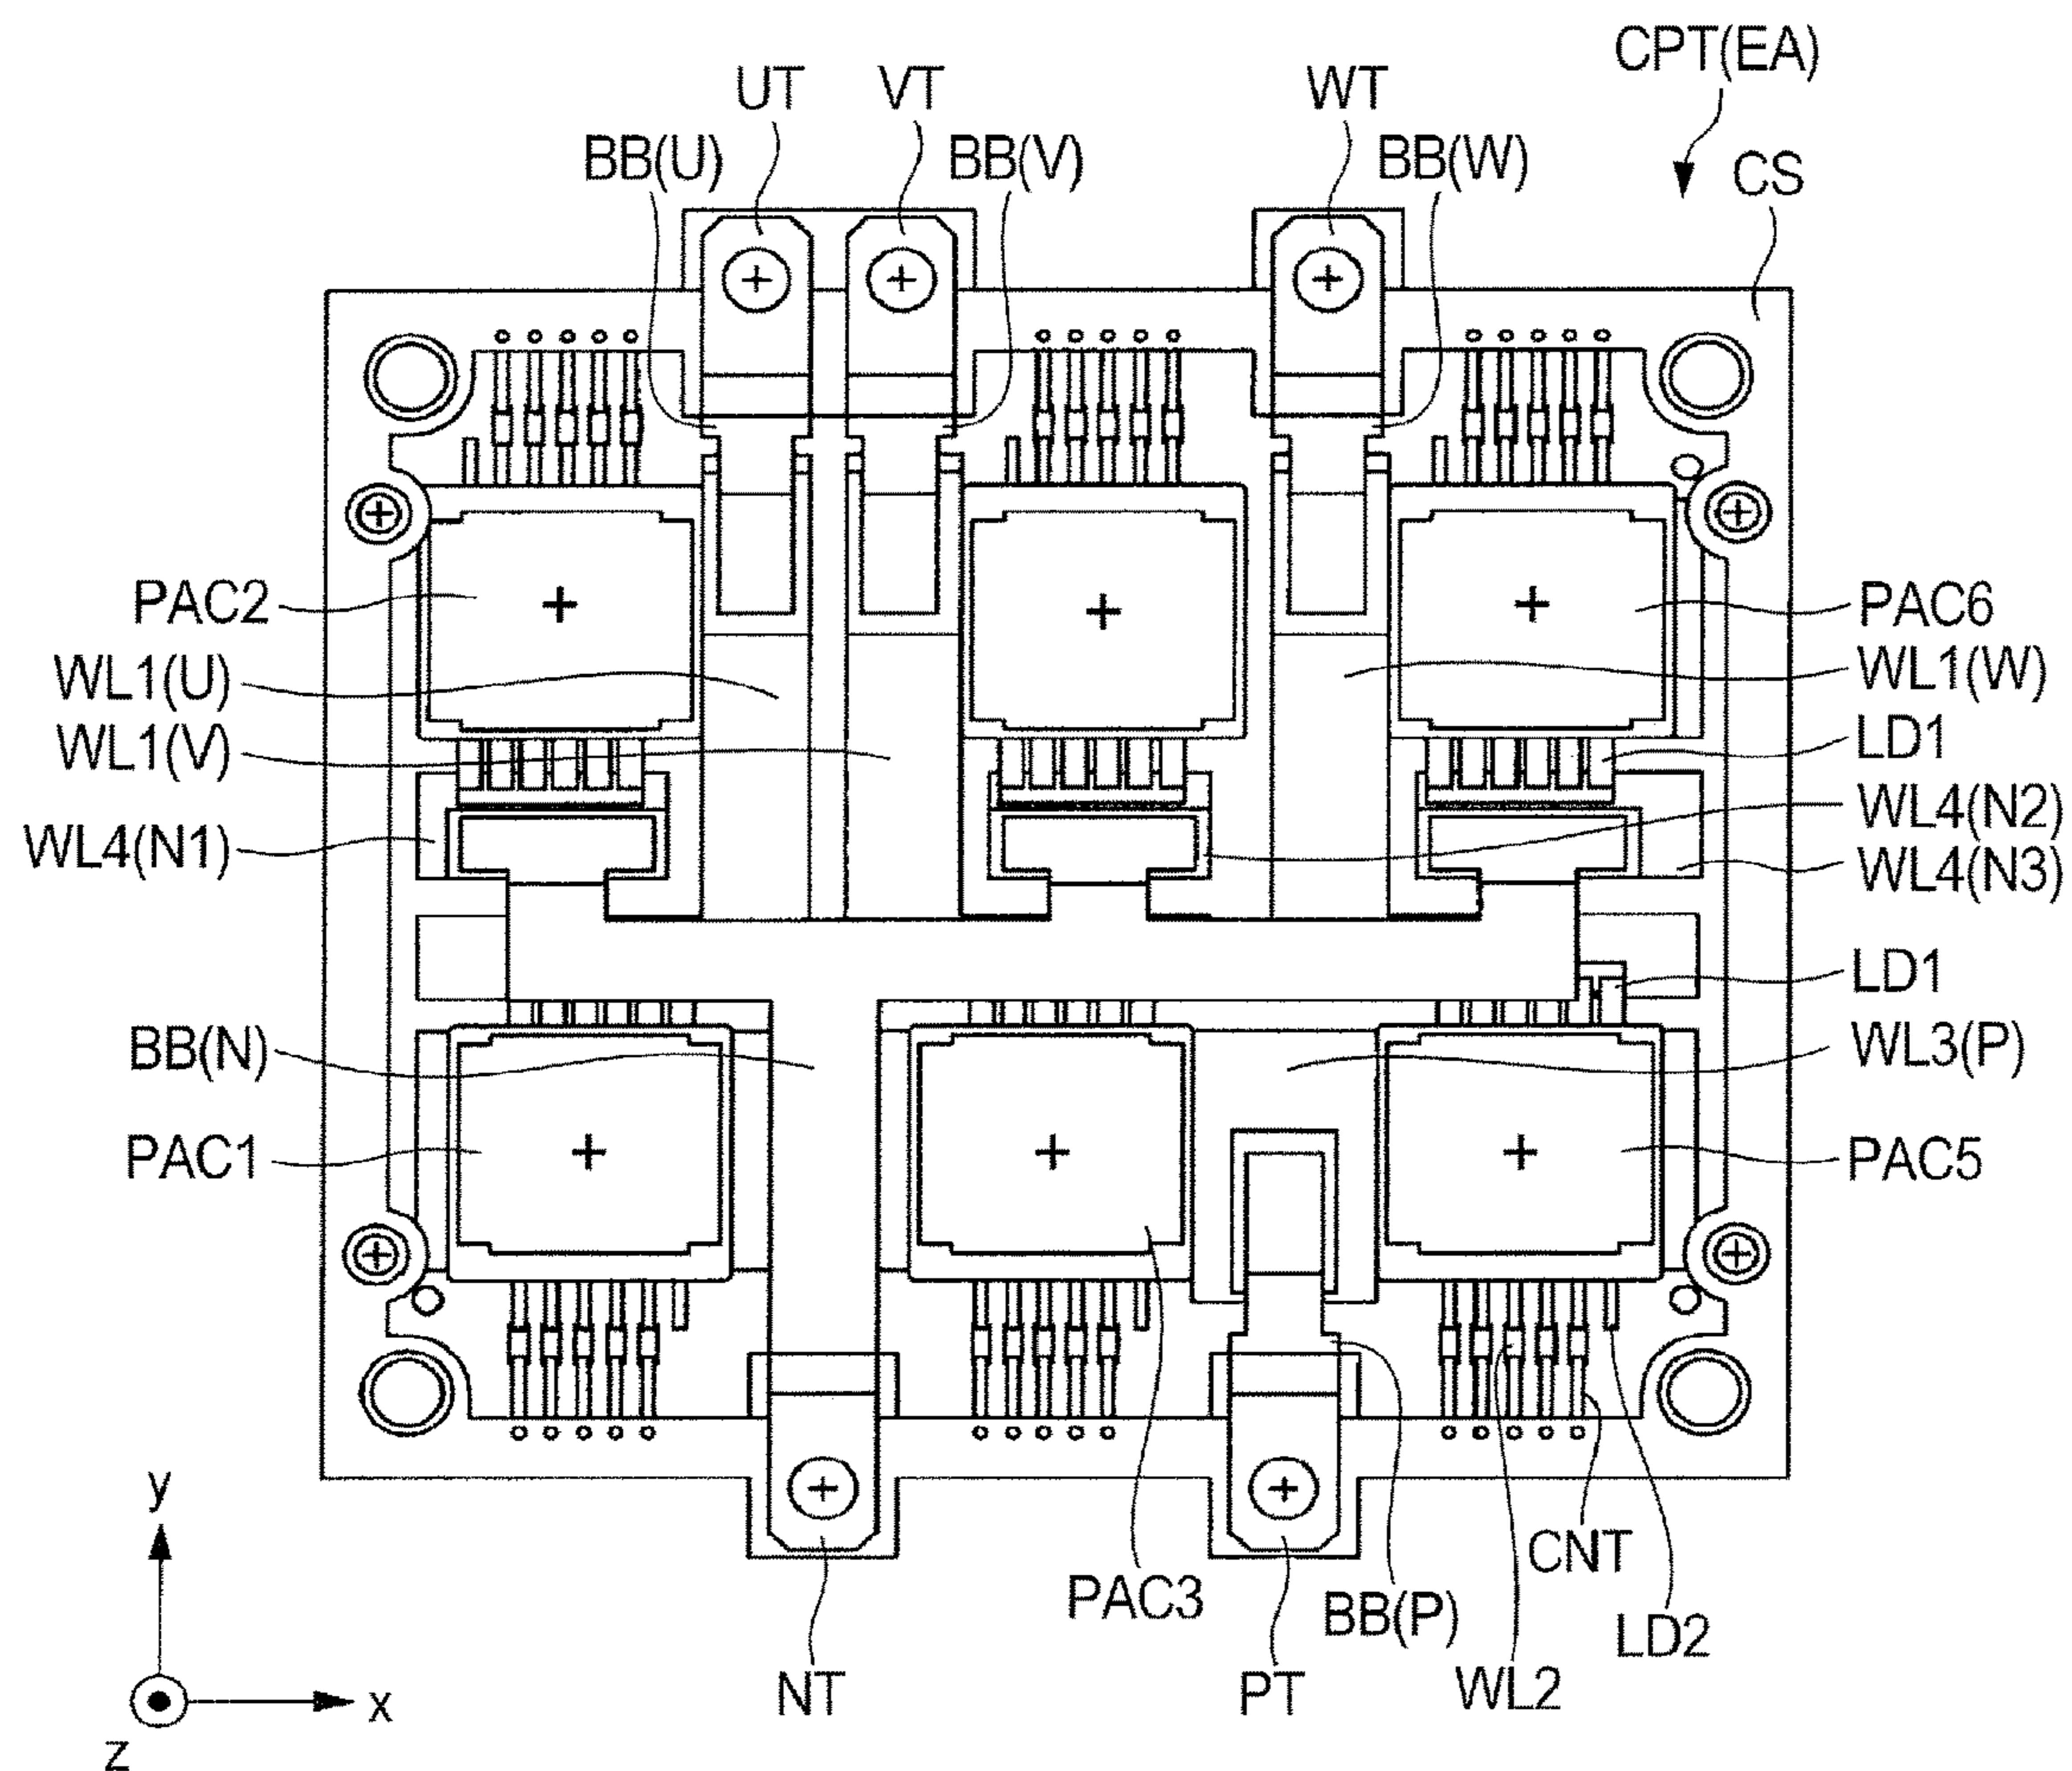 CPT(EA)
UT VT WT
BB(U) BB(V) BB(W) CS
PAC2 PAC6
WL1(U) WL1(W)
WL1(V) LD1
WL4(N2)
WL4(N1) WL4(N3)
LD1
BB(N) WL3(P)
PAC1 PAC5
y
CNT
PAC3 BB(P) LD2
NT PT WL2
x
z